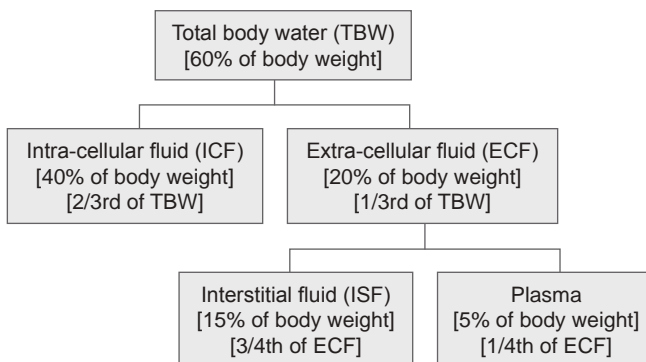 Total body water (TBW)
[60% of body weight]
Intra-cellular fluid (ICF)
[40% of body weight]
[2/3rd of TBW]
Extra-cellular fluid (ECF)
[20% of body weight]
[1/3rd of TBW]
Interstitial fluid (ISF)
[15% of body weight]
[3/4th of ECF]
Plasma
[5% of body weight]
[1/4th of ECF]